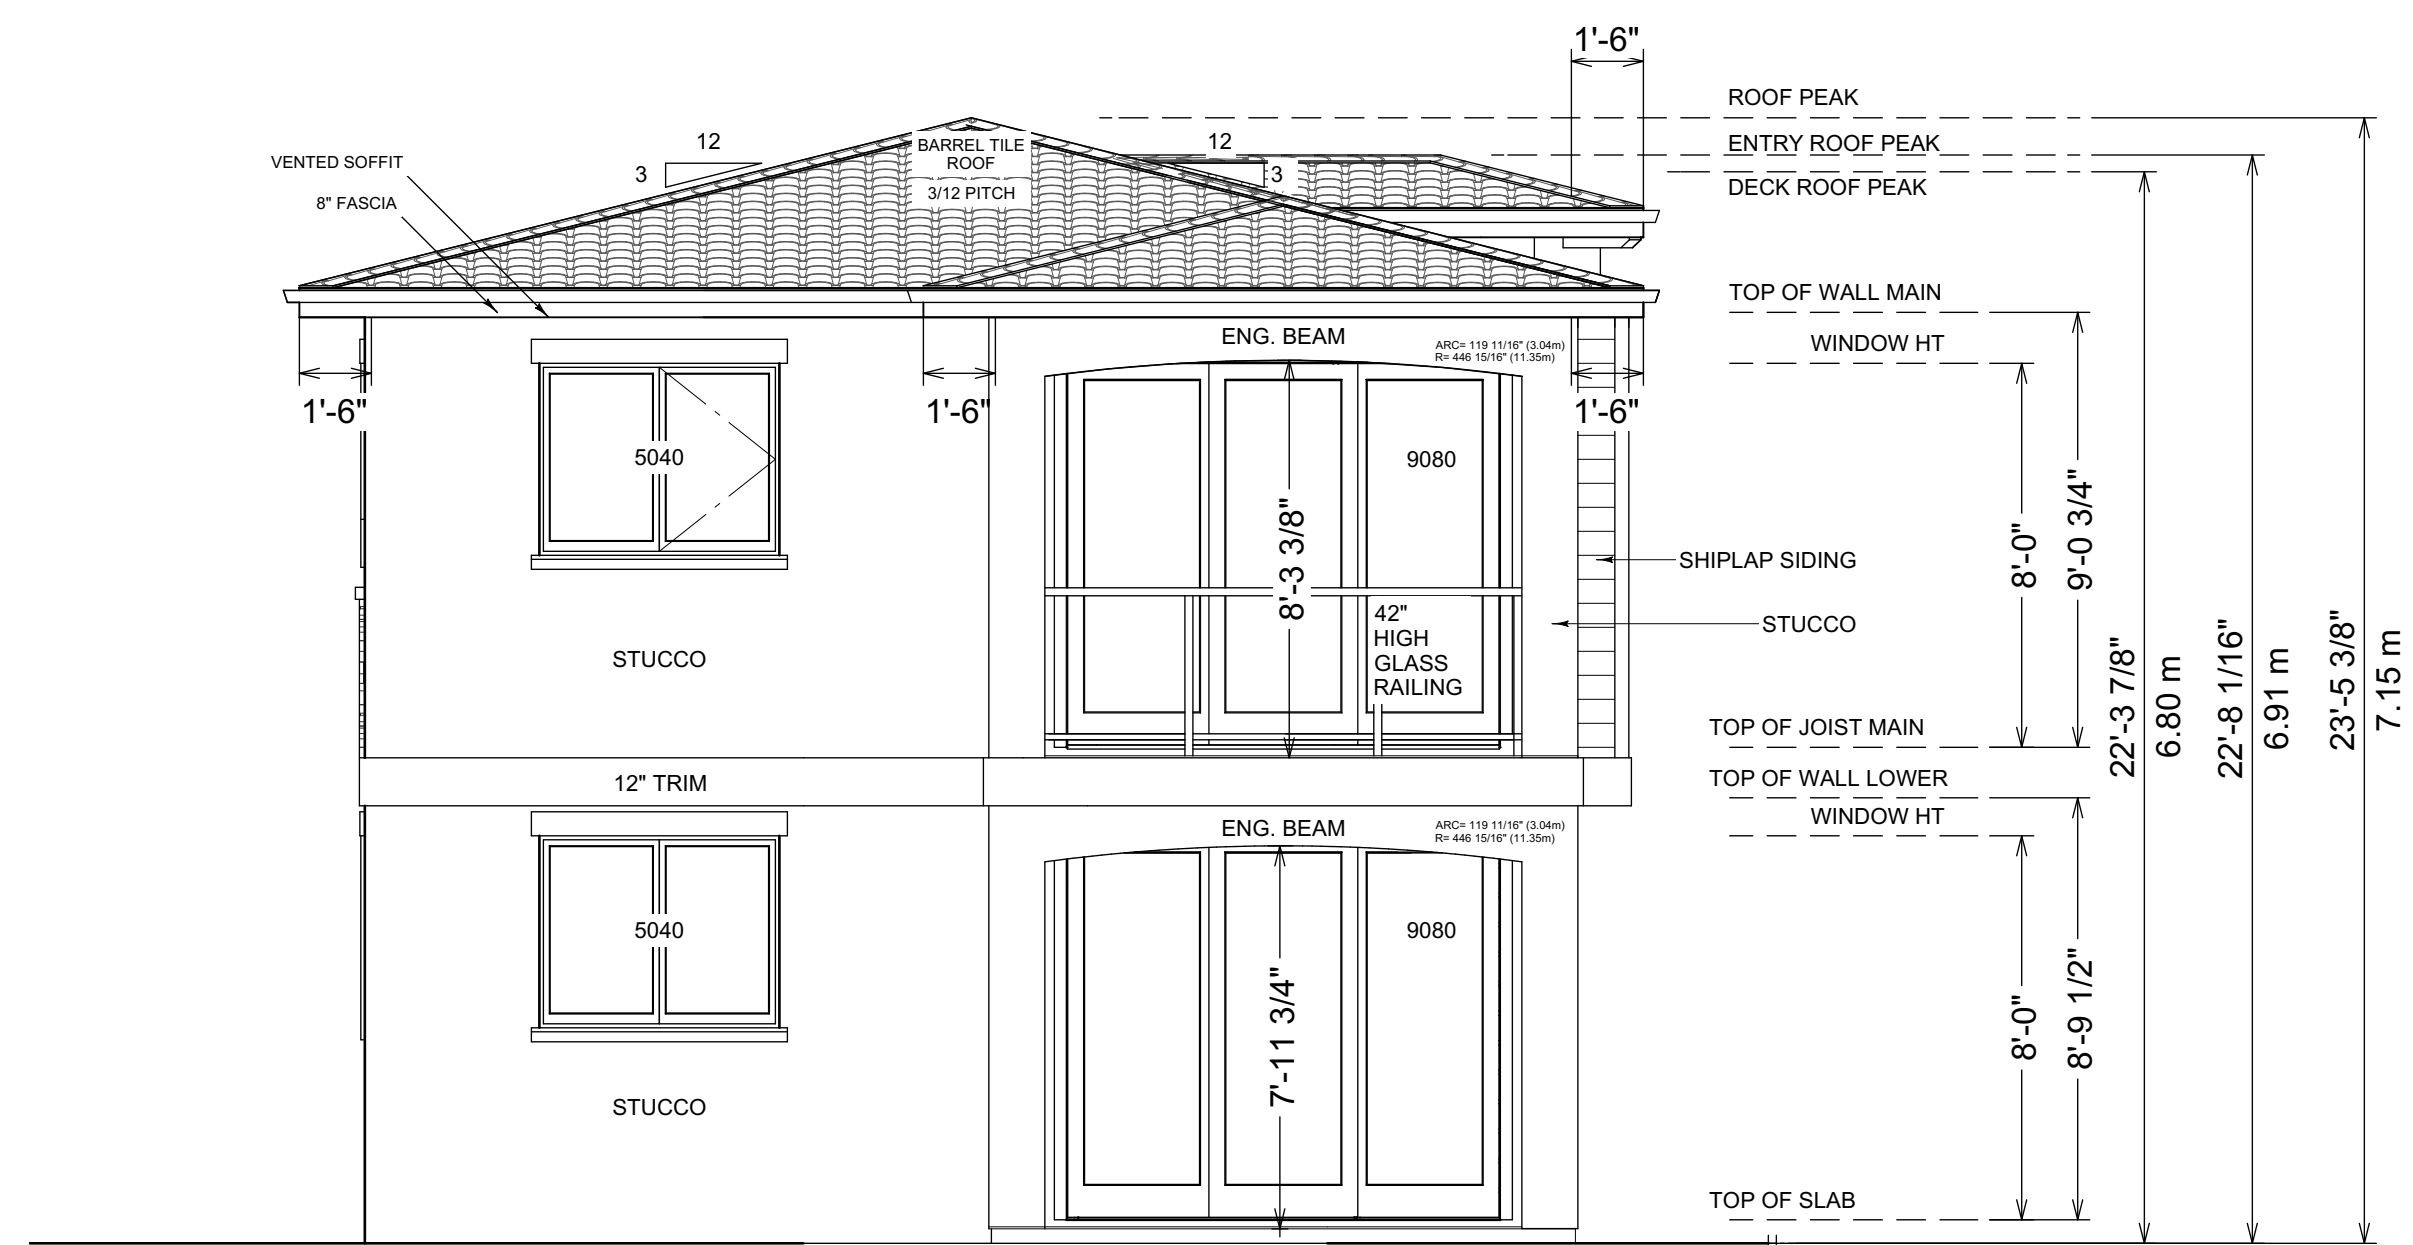 1'-6"
ROOF PEAK
ENTRY ROOF PEAK
DECK ROOF PEAK
12
3
BARREL TILE
ROOF
3/12 PITCH
12
3
VENTED SOFFIT
8" FASCIA
TOP OF WALL MAIN
WINDOW HT
ENG. BEAM
ARC= 119 11/16" (3.04m)
R= 446 15/16" (11.35m)
1'-6"
1'-6"
1'-6"
5040
9080
8'-3 3/8"
8'-0"
9'-0 3/4"
SHIPLAP SIDING
STUCCO
STUCCO
42"
HIGH
GLASS
RAILING
22'-3 7/8"
6.80 m
22'-8 1/16"
6.91 m
23'-5 3/8"
7.15 m
TOP OF JOIST MAIN
12" TRIM
TOP OF WALL LOWER
WINDOW HT
ENG. BEAM
ARC= 119 11/16" (3.04m)
R= 446 15/16" (11.35m)
5040
9080
7'-11 3/4"
8'-0"
8'-9 1/2"
STUCCO
TOP OF SLAB